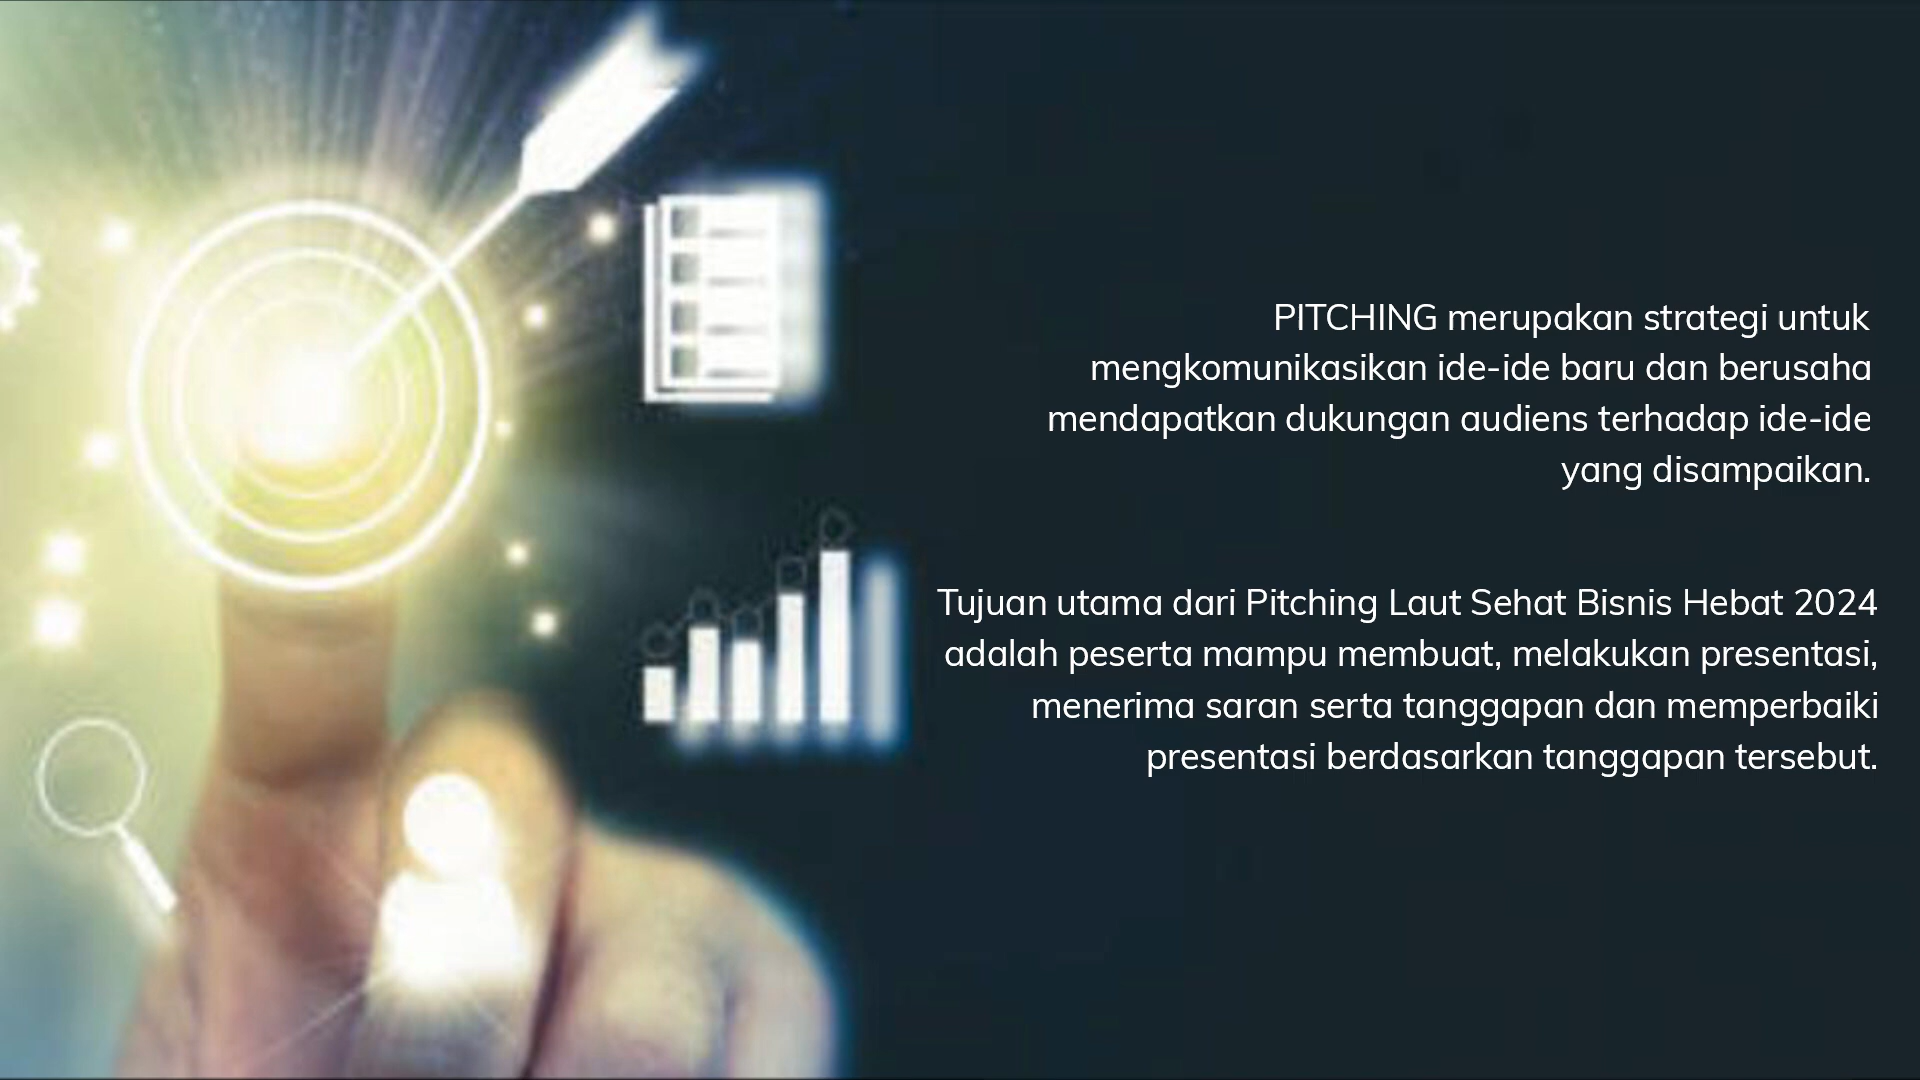 PITCHING merupakan strategi untuk
mengkomunikasikan ide-ide baru dan berusaha
mendapatkan dukungan audiens terhadap ide-ide
yang disampaikan.
Tujuan utama dari Pitching Laut Sehat Bisnis Hebat 2024
adalah peserta mampu membuat, melakukan presentasi,
menerima saran serta tanggapan dan memperbaiki
presentasi berdasarkan tanggapan tersebut.